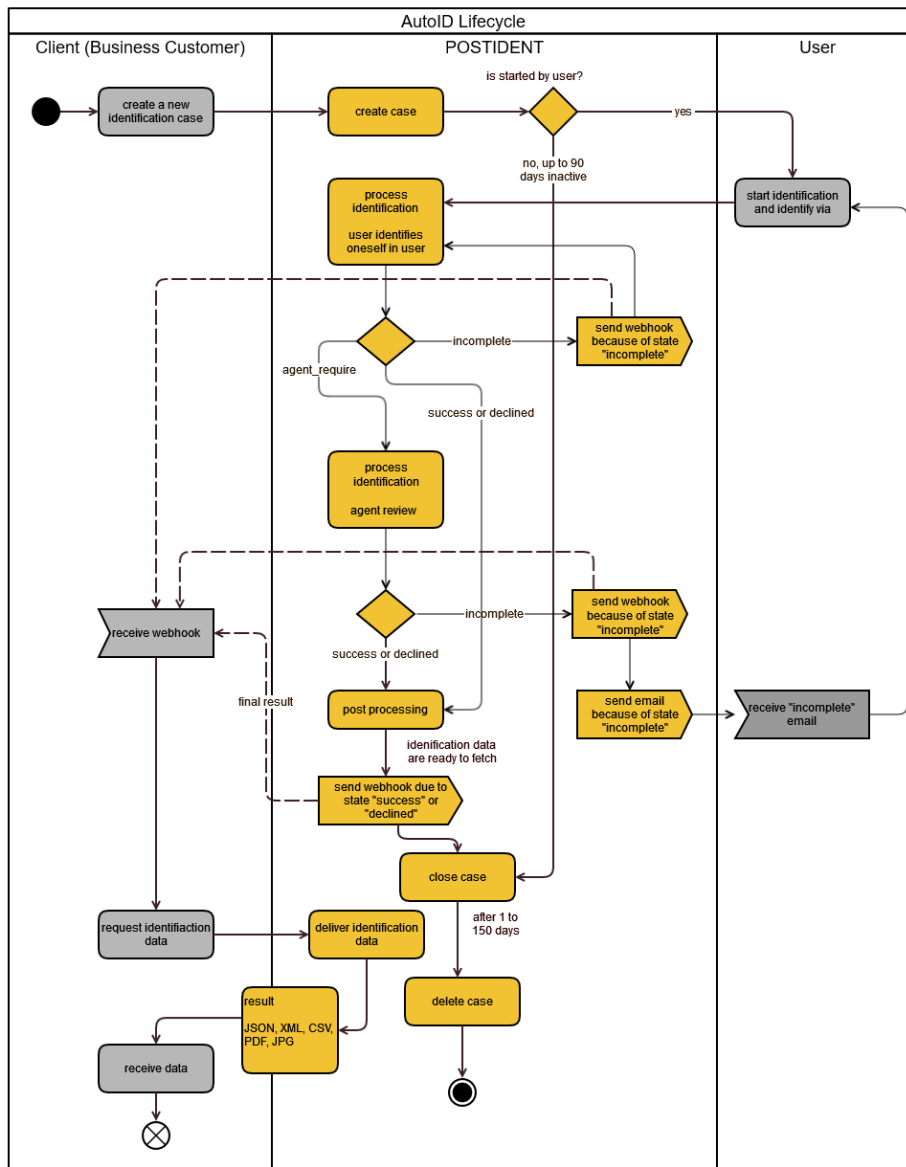 AutoID Lifecycle
Client (Business Customer)
POSTIDENT
User
is started by user?
create a new
identification case
create case
yes
no, up to 90
days inactive
process
identification
user identifies
oneself in user
start identification
and identify via
send webhook
because of state
"incomplete"
incomplete
agent_require
success or declined
process
identification
agent review
send webhook
because of state
"incomplete"
incomplete
receive webhook
success or declined
final result
post processing
send email
because of state
"incomplete"
receive "incomplete"
email
idenification data
are ready to fetch
send webhook due to
state "success" or
"declined"
close case
after 1 to
150 days
request identifiaction
data
deliver identification
data
delete case
result
JSON, XML, CSV,
PDF, JPG
receive data